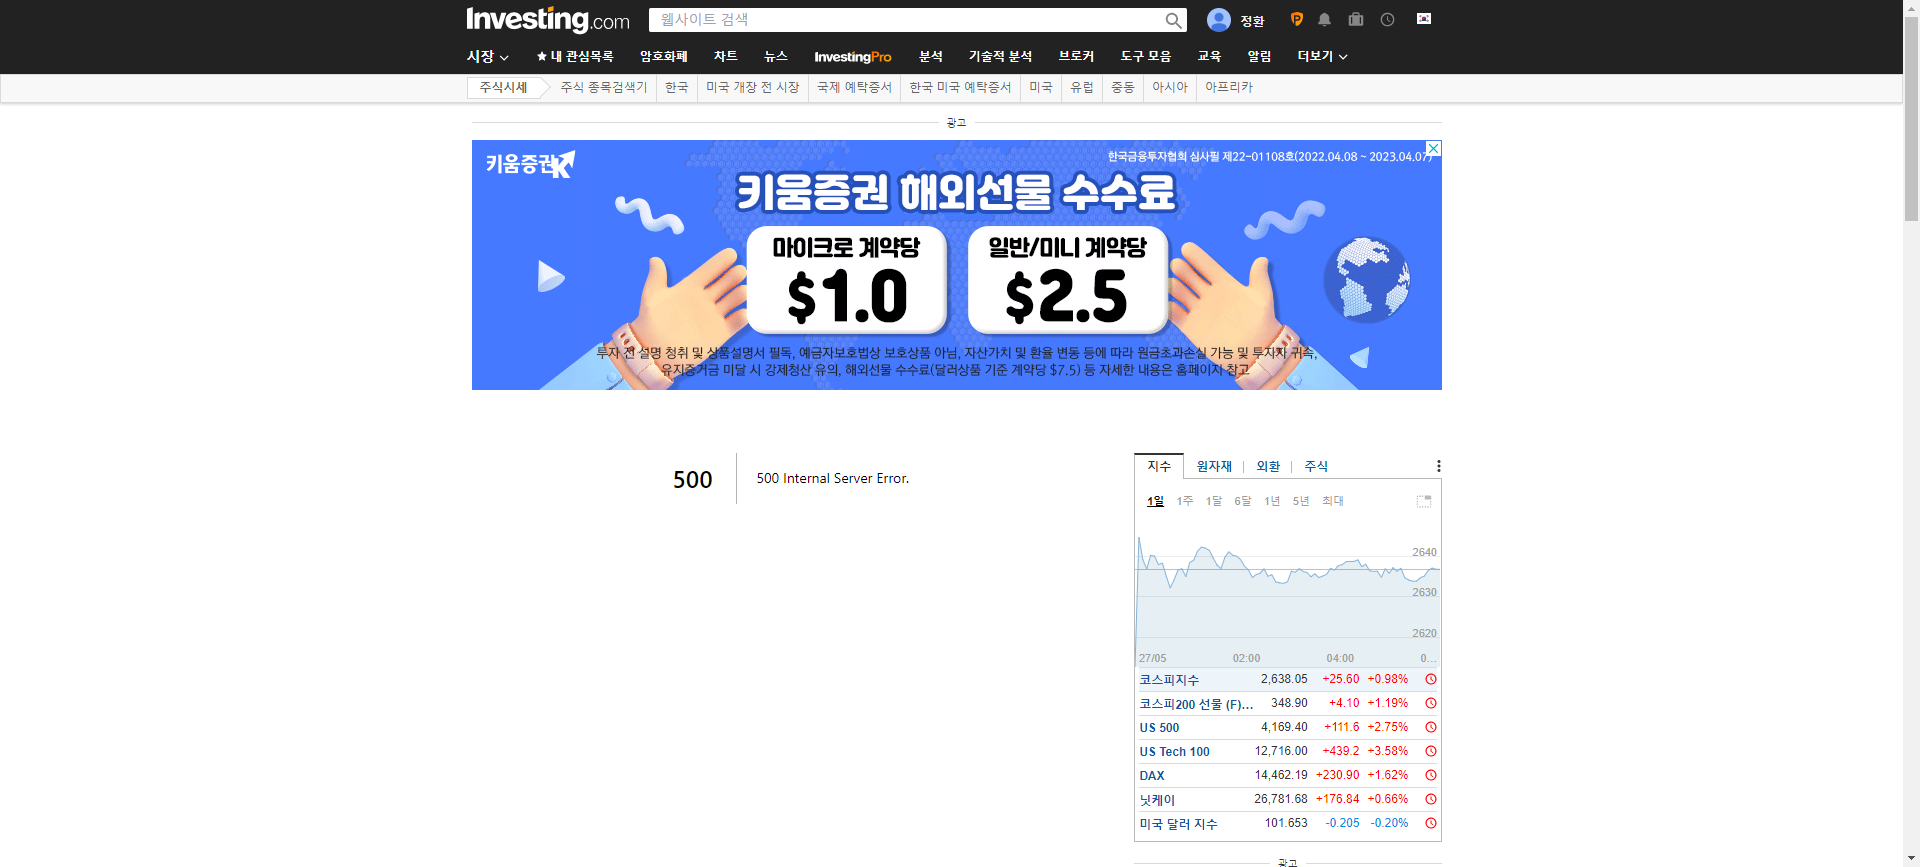 Investing.com
웹사이트 검색
정환
시장
내 관심목록
암호화폐
차트
뉴스
InvestingPro
분석
기술적 분석
브로커
도구 모음
교육
알림
더보기
주식시세
주식 종목검색기
한국
미국 개장 전 시장
국제 예탁증서
한국 미국 예탁증서
미국
유럽
중동
아시아
아프리카
광고
키움증권
한국금융투자협회 심사필 제22-01108호(2022.04.08 ~ 2023.04.07)
키움증권 해외선물 수수료
마이크로 계약당
$1.0
일반/미니 계약당
$2.5
투자 전 설명 청취 및 상품설명서 필독, 예금자보호법상 보호상품 아님, 자산가치 및 환율 변동 등에 따라 원금초과손실 가능 및 투자자 귀속,
유지증거금 미달 시 강제청산 유의, 해외선물 수수료(달러상품 기준 계약당 $7.5) 등 자세한 내용은 홈페이지 참고
500
500 Internal Server Error.
지수
원자재
외환
주식
1일 1주 1달 6달 1년 5년 최대
2640
2630
2620
27/05 02:00 04:00 0...
코스피지수 2,638.05 +25.60 +0.98%
코스피200 선물 (F)... 348.90 +4.10 +1.19%
US 500 4,169.40 +111.6 +2.75%
US Tech 100 12,716.00 +439.2 +3.58%
DAX 14,462.19 +230.90 +1.62%
닛케이 26,781.68 +176.84 +0.66%
미국 달러 지수 101.653 -0.205 -0.20%
광고